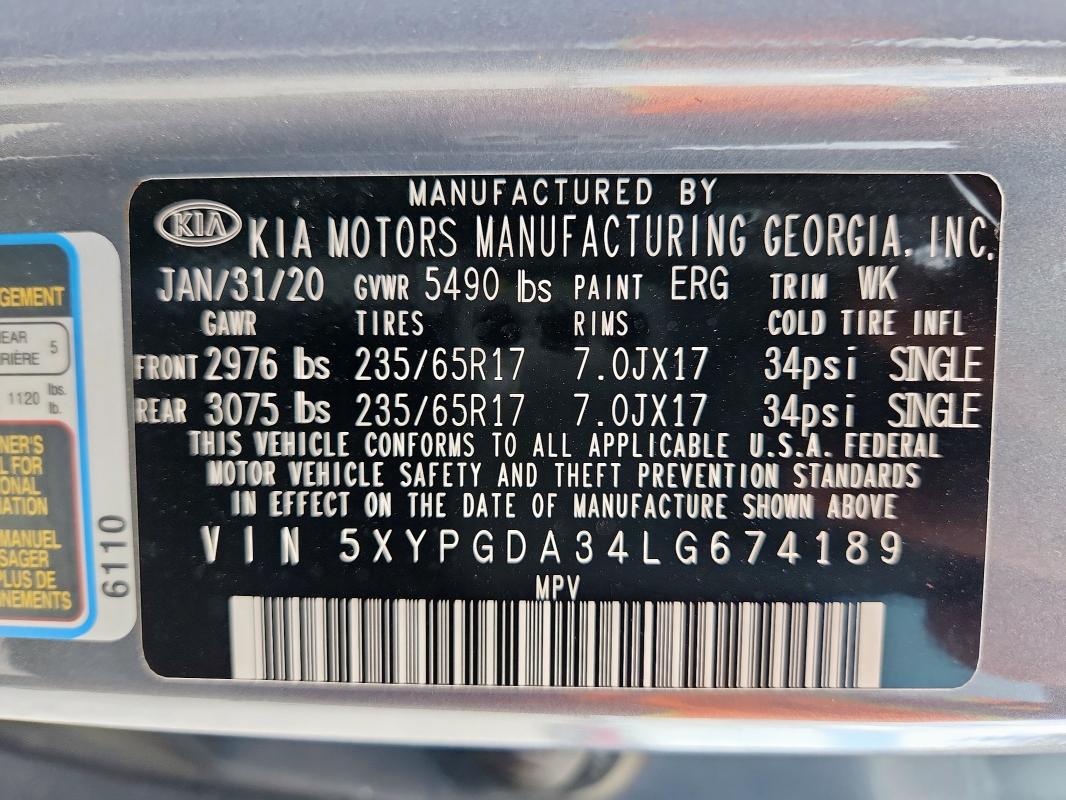 MANUFACTURED BY
KIA KIA MOTORS MANUFACTURING GEORGIA, INC.
JAN/31/20 GVWR 5490 lbs PAINT ERG TRIM WK
GAWR TIRES RIMS COLD TIRE INFL
FRONT 2976 lbs 235/65R17 7.0JX17 34psi SINGLE
REAR 3075 lbs 235/65R17 7.0JX17 34psi SINGLE
THIS VEHICLE CONFORMS TO ALL APPLICABLE U.S.A. FEDERAL
MOTOR VEHICLE SAFETY AND THEFT PREVENTION STANDARDS
IN EFFECT ON THE DATE OF MANUFACTURE SHOWN ABOVE
VIN 5XYPGDA34LG674189
MPV
5
1120 lbs.
lb.
6110